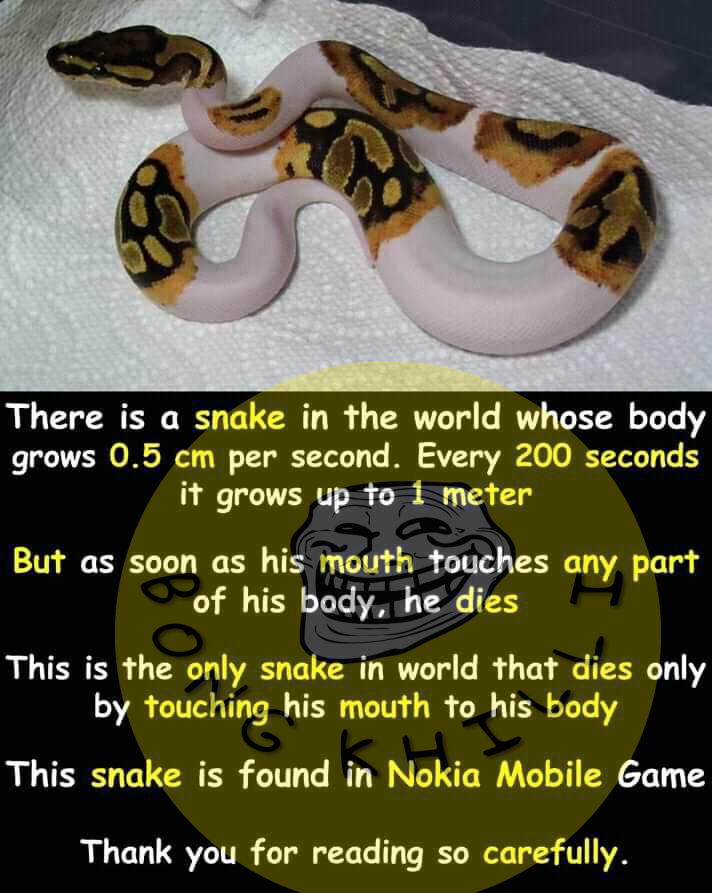 There is a snake in the world whose body
grows 0.5 cm per second. Every 200 seconds
it grows up to 1 meter
But as soon as his mouth touches any part
of his body, he dies
This is the only snake in world that dies only
by touching his mouth to his body
This snake is found in Nokia Mobile Game
Thank you for reading so carefully.
BONG KHILLI